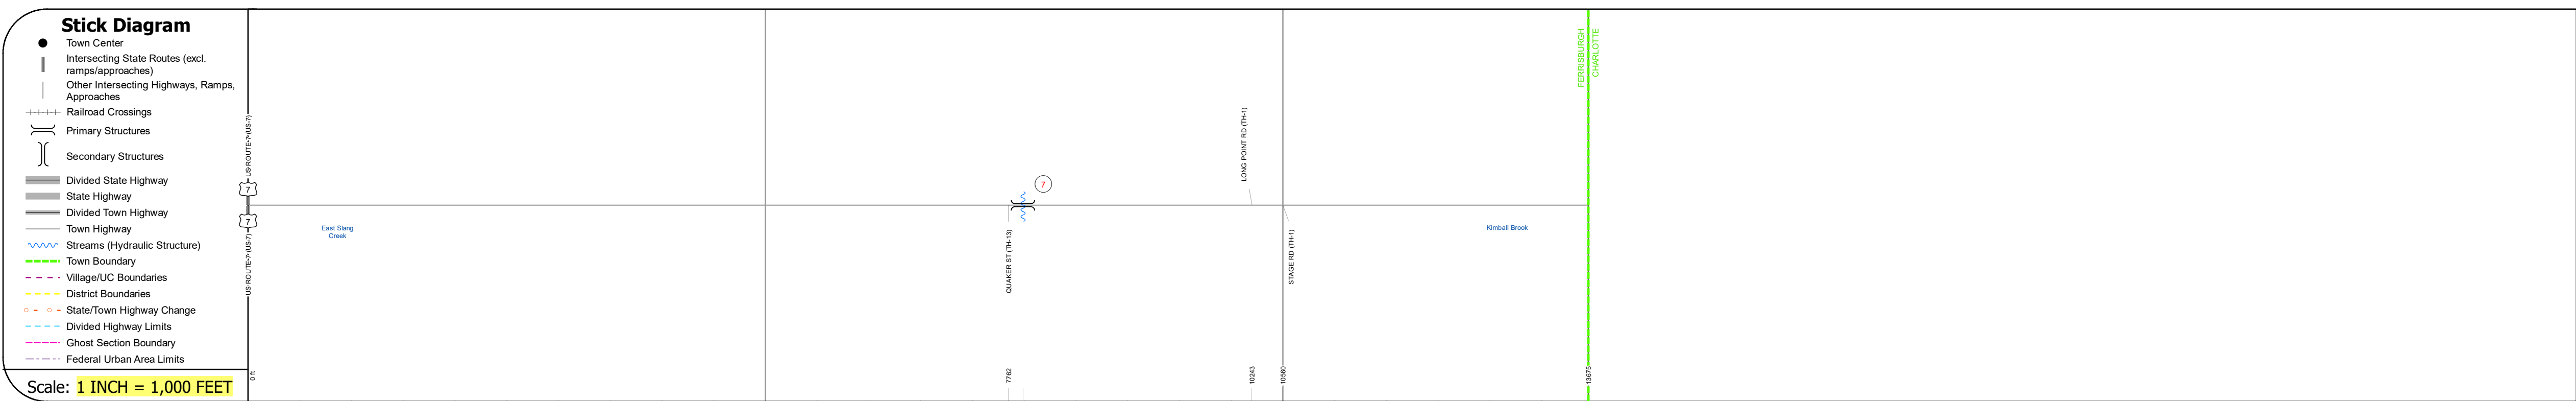 Stick Diagram
Town Center
Intersecting State Routes (excl.
ramps/approaches)
Other Intersecting Highways, Ramps,
Approaches
Railroad Crossings
Primary Structures
Secondary Structures
Divided State Highway
State Highway
Divided Town Highway
Town Highway
Streams (Hydraulic Structure)
Town Boundary
Village/UC Boundaries
District Boundaries
State/Town Highway Change
Divided Highway Limits
Ghost Section Boundary
Federal Urban Area Limits
Scale: 1 INCH = 1,000 FEET
US ROUTE-7 (US-7)
7
7
US ROUTE-7 (US-7)
0 ft
East Slang
Creek
QUAKER ST (TH-13)
7762
7
LONG POINT RD (TH-1)
10243
STAGE RD (TH-1)
10560
Kimball Brook
FERRISBURGH
CHARLOTTE
13675